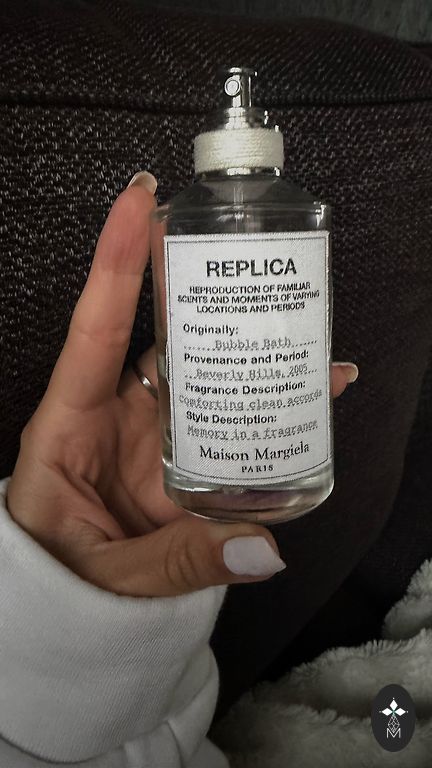 REPLICA
REPRODUCTION OF FAMILIAR
SCENTS AND MOMENTS OF VARYING
LOCATIONS AND PERIODS
Originally:
Bubble Bath
Provenance and Period:
Beverly Hills, 2005
Fragrance Description:
Comforting clean accords
Style Description:
Memory in a fragrance
Maison Margiela
PARIS
M